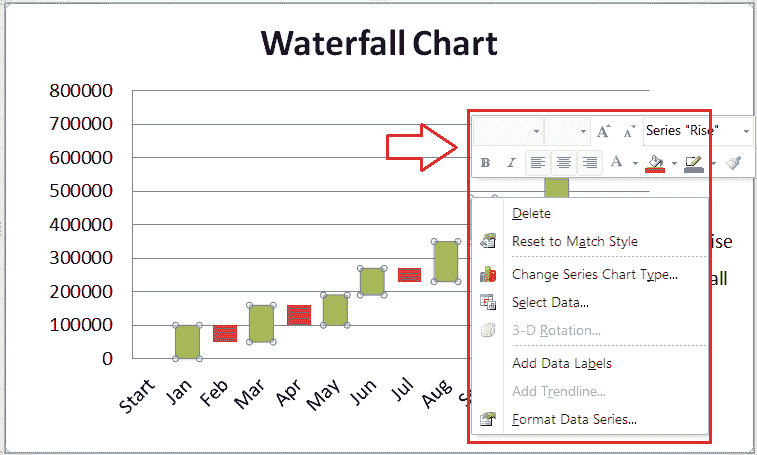 Waterfall Chart
800000
700000
600000
500000
400000
300000
200000
100000
0
Start
Jan
Feb
Mar
Apr
May
Jun
Jul
Aug
Series "Rise"
B I A
Delete
Reset to Match Style
Change Series Chart Type...
Select Data...
3-D Rotation...
Add Data Labels
Add Trendline...
Format Data Series...
ise
all